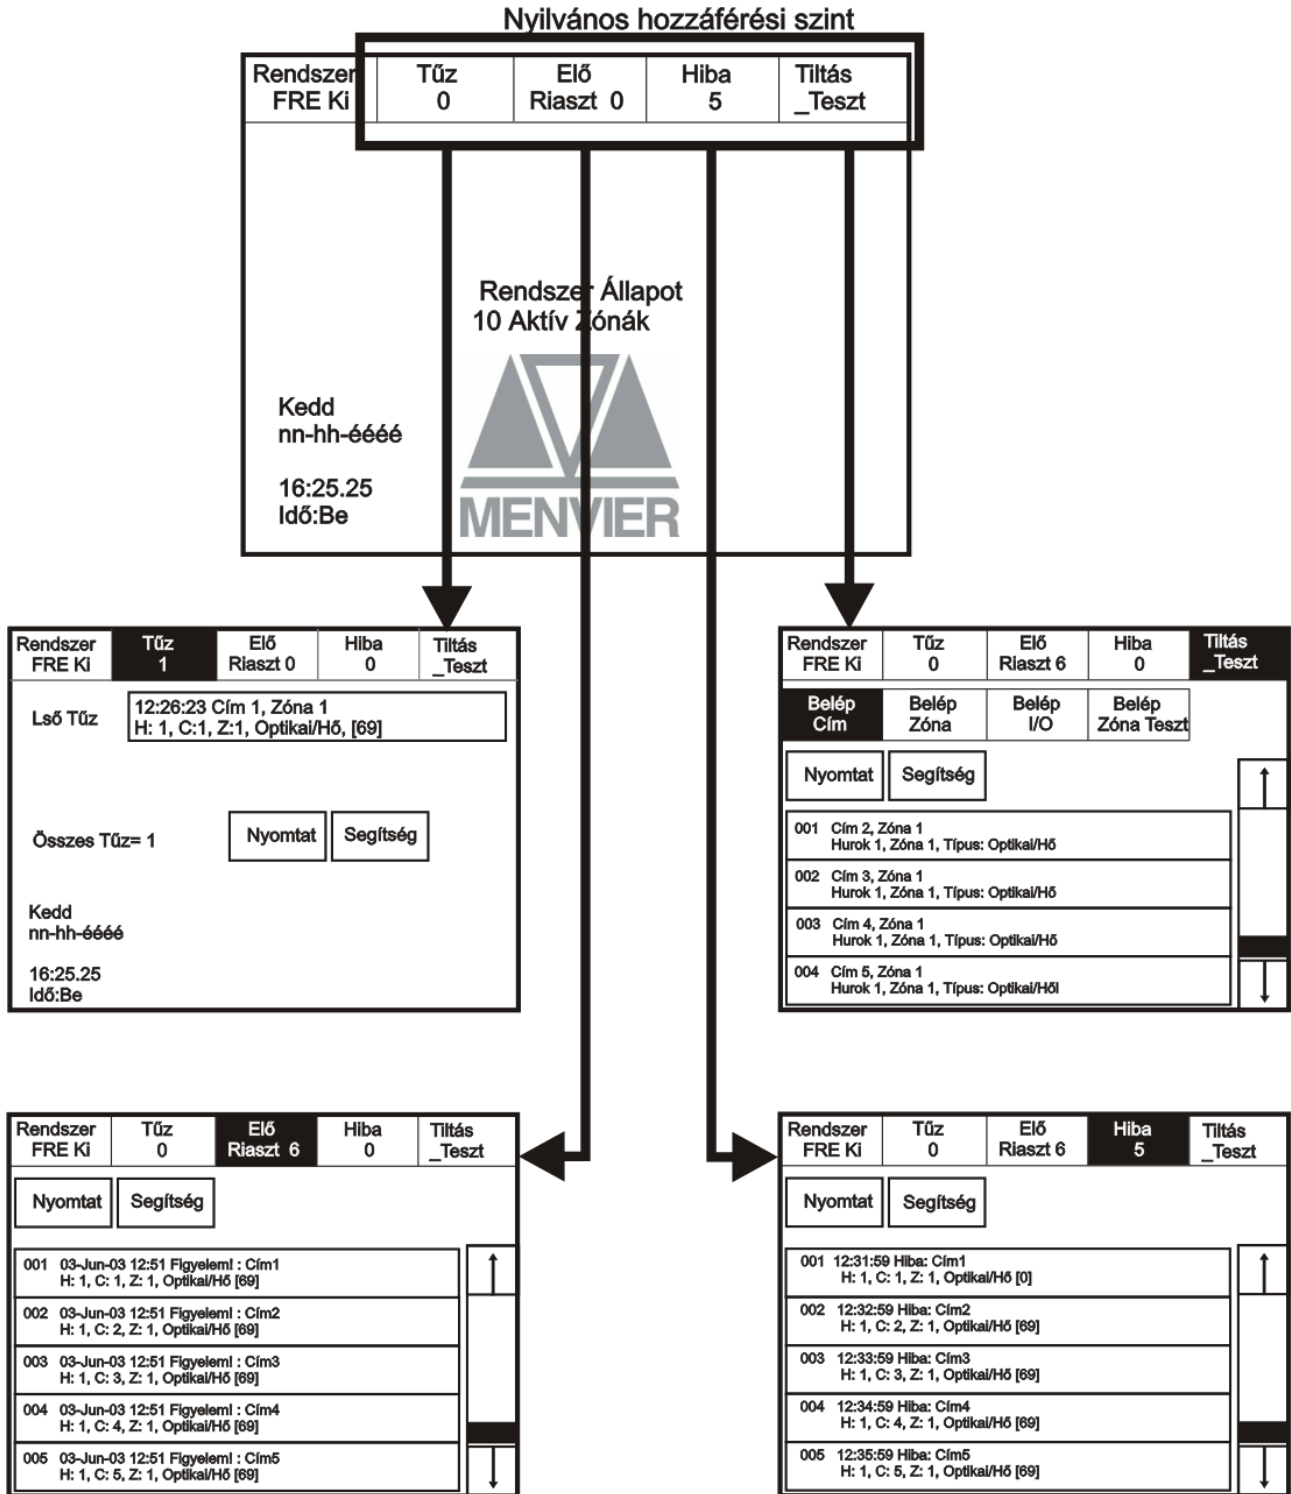 Nyilvános hozzáférési szint
Rendszer Tűz Elő Hiba Tiltás
FRE Ki 0 Riaszt 0 5 _Teszt
Rendszer Állapot
10 Aktív Zónák
Kedd
nn-hh-éééé
16:25.25
Idő:Be
MENVIER
Rendszer Tűz Elő Hiba Tiltás
FRE Ki 1 Riaszt 0 0 _Teszt
Lső Tűz
12:26:23 Cím 1, Zóna 1
H: 1, C:1, Z:1, Optikai/Hő, [69]
Összes Tűz= 1
Nyomtat Segítség
Kedd
nn-hh-éééé
16:25.25
Idő:Be
Rendszer Tűz Elő Hiba Tiltás
FRE Ki 0 Riaszt 6 0 _Teszt
Belép Belép Belép Belép
Cím Zóna I/O Zóna Teszt
Nyomtat Segítség
001 Cím 2, Zóna 1
Hurok 1, Zóna 1, Típus: Optikai/Hő
002 Cím 3, Zóna 1
Hurok 1, Zóna 1, Típus: Optikai/Hő
003 Cím 4, Zóna 1
Hurok 1, Zóna 1, Típus: Optikai/Hő
004 Cím 5, Zóna 1
Hurok 1, Zóna 1, Típus: Optikai/Hől
Rendszer Tűz Elő Hiba Tiltás
FRE Ki 0 Riaszt 6 0 _Teszt
Nyomtat Segítség
001 03-Jun-03 12:51 Figyelem! : Cím1
H: 1, C: 1, Z: 1, Optikai/Hő [69]
002 03-Jun-03 12:51 Figyelem! : Cím2
H: 1, C: 2, Z: 1, Optikai/Hő [69]
003 03-Jun-03 12:51 Figyelem! : Cím3
H: 1, C: 3, Z: 1, Optikai/Hő [69]
004 03-Jun-03 12:51 Figyelem! : Cím4
H: 1, C: 4, Z: 1, Optikai/Hő [69]
005 03-Jun-03 12:51 Figyelem! : Cím5
H: 1, C: 5, Z: 1, Optikai/Hő [69]
Rendszer Tűz Elő Hiba Tiltás
FRE Ki 0 Riaszt 6 5 _Teszt
Nyomtat Segítség
001 12:31:59 Hiba: Cím1
H: 1, C: 1, Z: 1, Optikai/Hő [0]
002 12:32:59 Hiba: Cím2
H: 1, C: 2, Z: 1, Optikai/Hő [69]
003 12:33:59 Hiba: Cím3
H: 1, C: 3, Z: 1, Optikai/Hő [69]
004 12:34:59 Hiba: Cím4
H: 1, C: 4, Z: 1, Optikai/Hő [69]
005 12:35:59 Hiba: Cím5
H: 1, C: 5, Z: 1, Optikai/Hő [69]